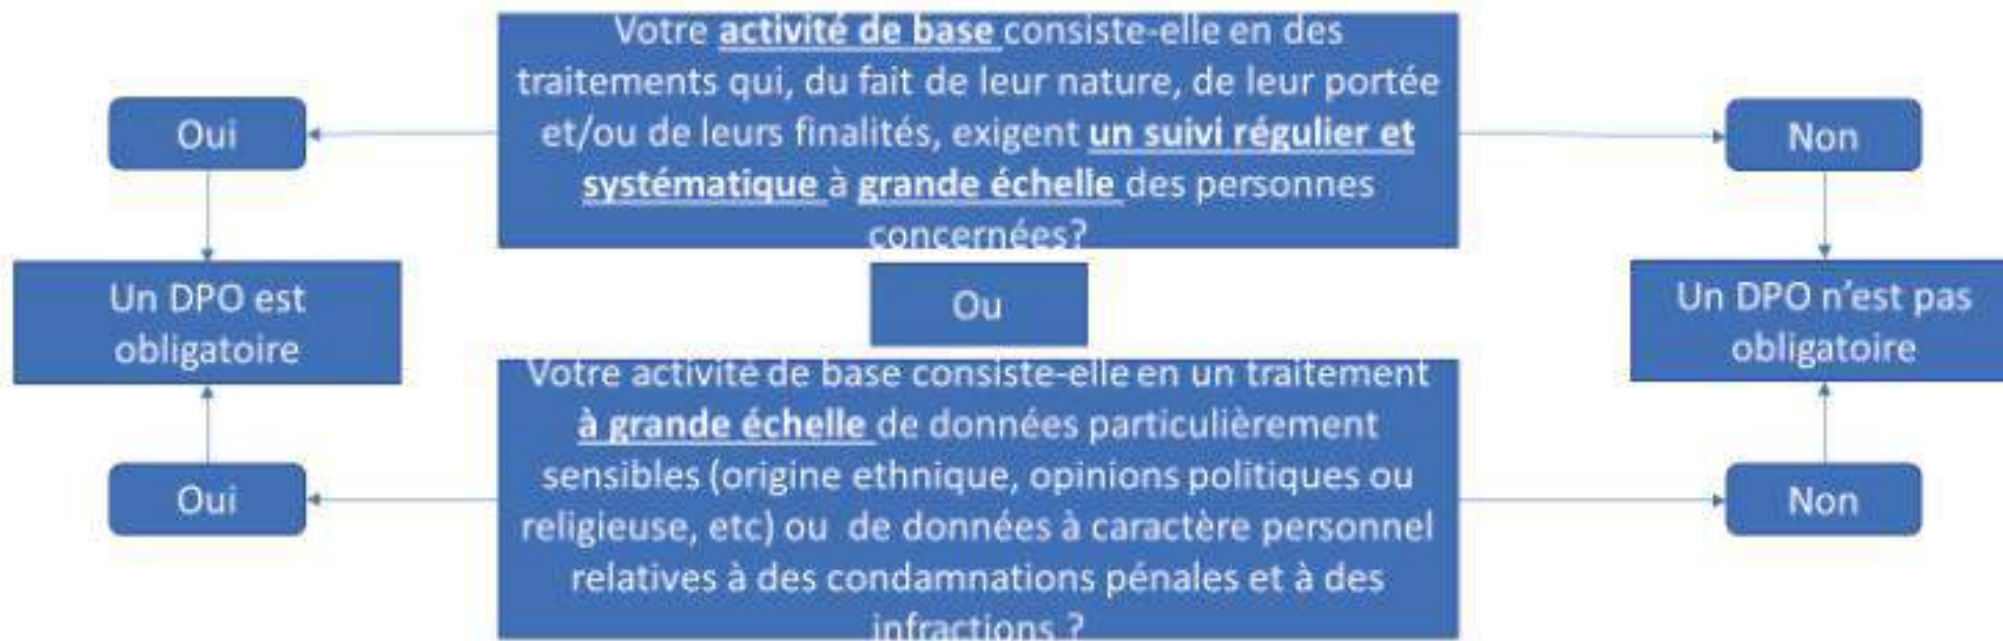 Votre activité de base consiste-elle en des
traitements qui, du fait de leur nature, de leur portée
et/ou de leurs finalités, exigent un suivi régulier et
systématique à grande échelle des personnes
concernées?
Oui
Non
Un DPO est
obligatoire
Ou
Un DPO n'est pas
obligatoire
Votre activité de base consiste-elle en un traitement
à grande échelle de données particulièrement
sensibles (origine ethnique, opinions politiques ou
religieuse, etc) ou de données à caractère personnel
relatives à des condamnations pénales et à des
infractions ?
Oui
Non